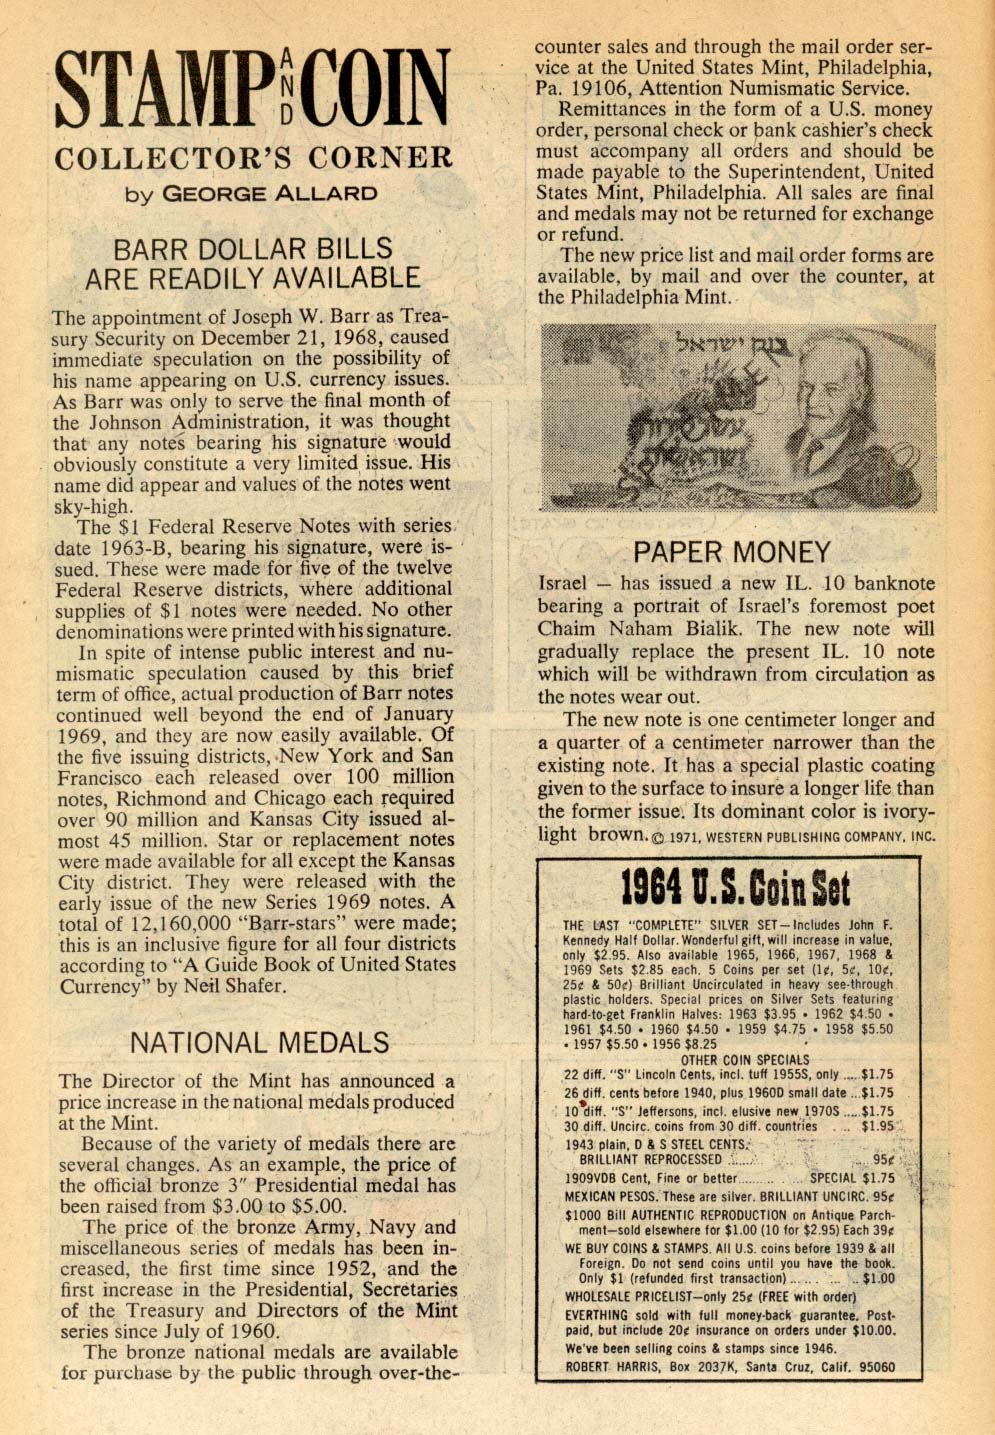 STAMP AND COIN
COLLECTOR'S CORNER
by GEORGE ALLARD
BARR DOLLAR BILLS
ARE READILY AVAILABLE
The appointment of Joseph W. Barr as Trea-
sury Security on December 21, 1968, caused
immediate speculation on the possibility of
his name appearing on U.S. currency issues.
As Barr was only to serve the final month of
the Johnson Administration, it was thought
that any notes bearing his signature would
obviously constitute a very limited issue. His
name did appear and values of the notes went
sky-high.
The $1 Federal Reserve Notes with series
date 1963-B, bearing his signature, were is-
sued. These were made for five of the twelve
Federal Reserve districts, where additional
supplies of $1 notes were needed. No other
denominations were printed with his signature.
In spite of intense public interest and nu-
mismatic speculation caused by this brief
term of office, actual production of Barr notes
continued well beyond the end of January
1969, and they are now easily available. Of
the five issuing districts, New York and San
Francisco each released over 100 million
notes, Richmond and Chicago each required
over 90 million and Kansas City issued al-
most 45 million. Star or replacement notes
were made available for all except the Kansas
City district. They were released with the
early issue of the new Series 1969 notes. A
total of 12,160,000 "Barr-stars" were made;
this is an inclusive figure for all four districts
according to "A Guide Book of United States
Currency" by Neil Shafer.
NATIONAL MEDALS
The Director of the Mint has announced a
price increase in the national medals produced
at the Mint.
Because of the variety of medals there are
several changes. As an example, the price of
the official bronze 3" Presidential medal has
been raised from $3.00 to $5.00.
The price of the bronze Army, Navy and
miscellaneous series of medals has been in-
creased, the first time since 1952, and the
first increase in the Presidential, Secretaries
of the Treasury and Directors of the Mint
series since July of 1960.
The bronze national medals are available
for purchase by the public through over-the-
counter sales and through the mail order ser-
vice at the United States Mint, Philadelphia,
Pa. 19106, Attention Numismatic Service.
Remittances in the form of a U.S. money
order, personal check or bank cashier's check
must accompany all orders and should be
made payable to the Superintendent, United
States Mint, Philadelphia. All sales are final
and medals may not be returned for exchange
or refund.
The new price list and mail order forms are
available, by mail and over the counter, at
the Philadelphia Mint.
ישראל
עשר לירות
ישראליות
PAPER MONEY
Israel — has issued a new IL. 10 banknote
bearing a portrait of Israel's foremost poet
Chaim Naham Bialik. The new note will
gradually replace the present IL. 10 note
which will be withdrawn from circulation as
the notes wear out.
The new note is one centimeter longer and
a quarter of a centimeter narrower than the
existing note. It has a special plastic coating
given to the surface to insure a longer life than
the former issue. Its dominant color is ivory-
light brown. © 1971, WESTERN PUBLISHING COMPANY, INC.
1964 U.S. Coin Set
THE LAST "COMPLETE" SILVER SET—Includes John F.
Kennedy Half Dollar. Wonderful gift, will increase in value,
only $2.95. Also available 1965, 1966, 1967, 1968 &
1969 Sets $2.85 each. 5 Coins per set (1¢, 5¢, 10¢,
25¢ & 50¢) Brilliant Uncirculated in heavy see-through
plastic holders. Special prices on Silver Sets featuring
hard-to-get Franklin Halves: 1963 $3.95 • 1962 $4.50 •
1961 $4.50 • 1960 $4.50 • 1959 $4.75 • 1958 $5.50
• 1957 $5.50 • 1956 $8.25
OTHER COIN SPECIALS
22 diff. "S" Lincoln Cents, incl. tuff 1955S, only ..... $1.75
26 diff. cents before 1940, plus 1960D small date ... $1.75
10 diff. "S" Jeffersons, incl. elusive new 1970S ..... $1.75
30 diff. Uncirc. coins from 30 diff. countries ..... $1.95
1943 plain, D & S STEEL CENTS.
BRILLIANT REPROCESSED ..... 95¢
1909VDB Cent, Fine or better ..... SPECIAL $1.75
MEXICAN PESOS. These are silver. BRILLIANT UNCIRC. 95¢
$1000 Bill AUTHENTIC REPRODUCTION on Antique Parch-
ment—sold elsewhere for $1.00 (10 for $2.95) Each 39¢
WE BUY COINS & STAMPS. All U.S. coins before 1939 & all
Foreign. Do not send coins until you have the book.
Only $1 (refunded first transaction) ..... $1.00
WHOLESALE PRICELIST—only 25¢ (FREE with order)
EVERTHING sold with full money-back guarantee. Post-
paid, but include 20¢ insurance on orders under $10.00.
We've been selling coins & stamps since 1946.
ROBERT HARRIS, Box 2037K, Santa Cruz, Calif. 95060